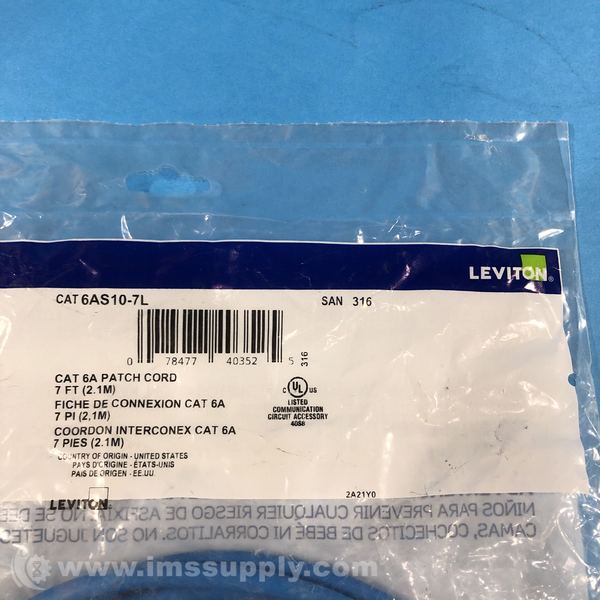 LEVITON®
CAT 6AS10-7L
SAN 316
0 78477 40352 5
316
CAT 6A PATCH CORD
7 FT (2.1M)
FICHE DE CONNEXION CAT 6A
7 PI (2,1M)
COORDON INTERCONEX CAT 6A
7 PIES (2.1M)
C UL US
LISTED
COMMUNICATION
CIRCUIT ACCESSORY
40S8
COUNTRY OF ORIGIN - UNITED STATES
PAYS D'ORIGINE - ÉTATS-UNIS
PAIS DE ORIGEN - EE.UU.
2A21Y0
LEVITON®
NIÑOS PARA PREVENIR CUALQUIER RIESGO DE ASFIXIA. NO SE DEB
CAMAS, COCHECITOS DE BEBÉ NI CORRALITOS. NO SON JUGUETE
© www.imssupply.com